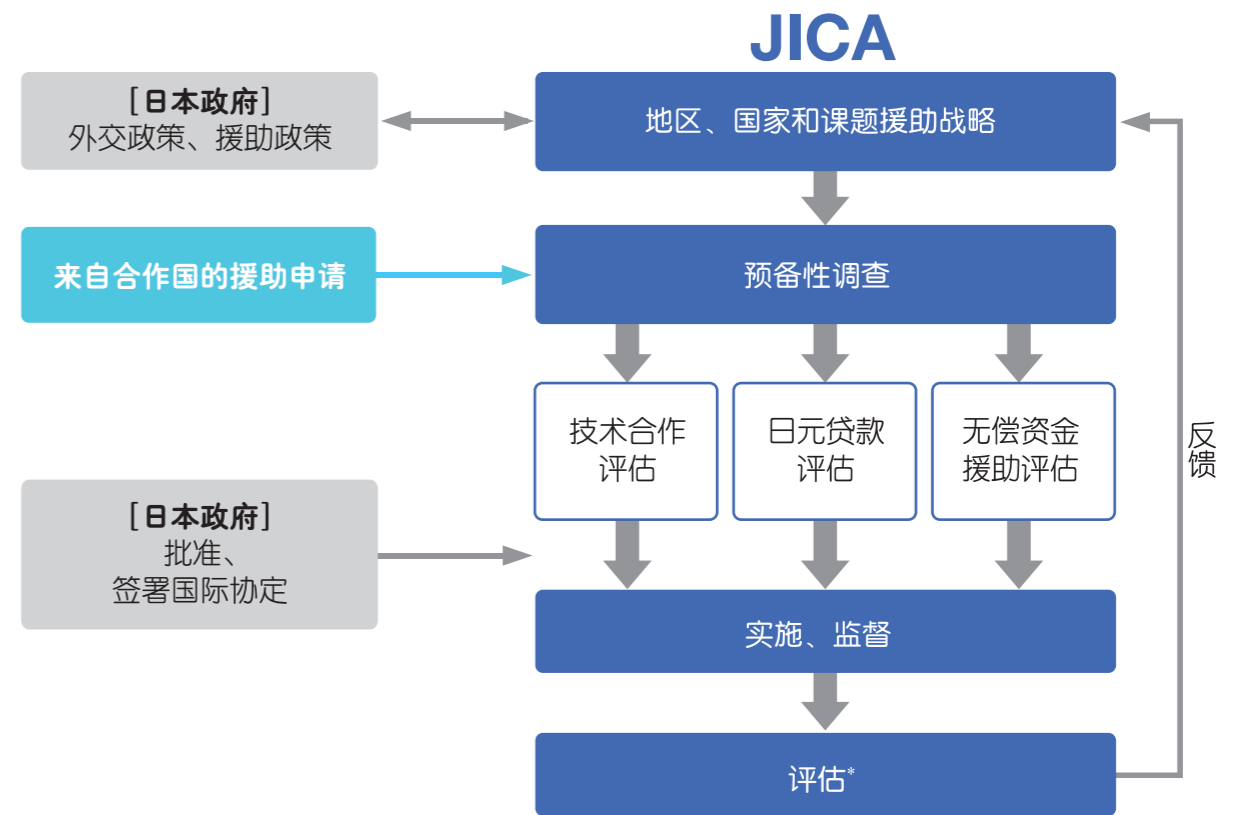 JICA
[日本政府]
外交政策、援助政策
地区、国家和课题援助战略
来自合作国的援助申请
预备性调查
技术合作
评估
日元贷款
评估
无偿资金
援助评估
反馈
[日本政府]
批准、
签署国际协定
实施、监督
评估*